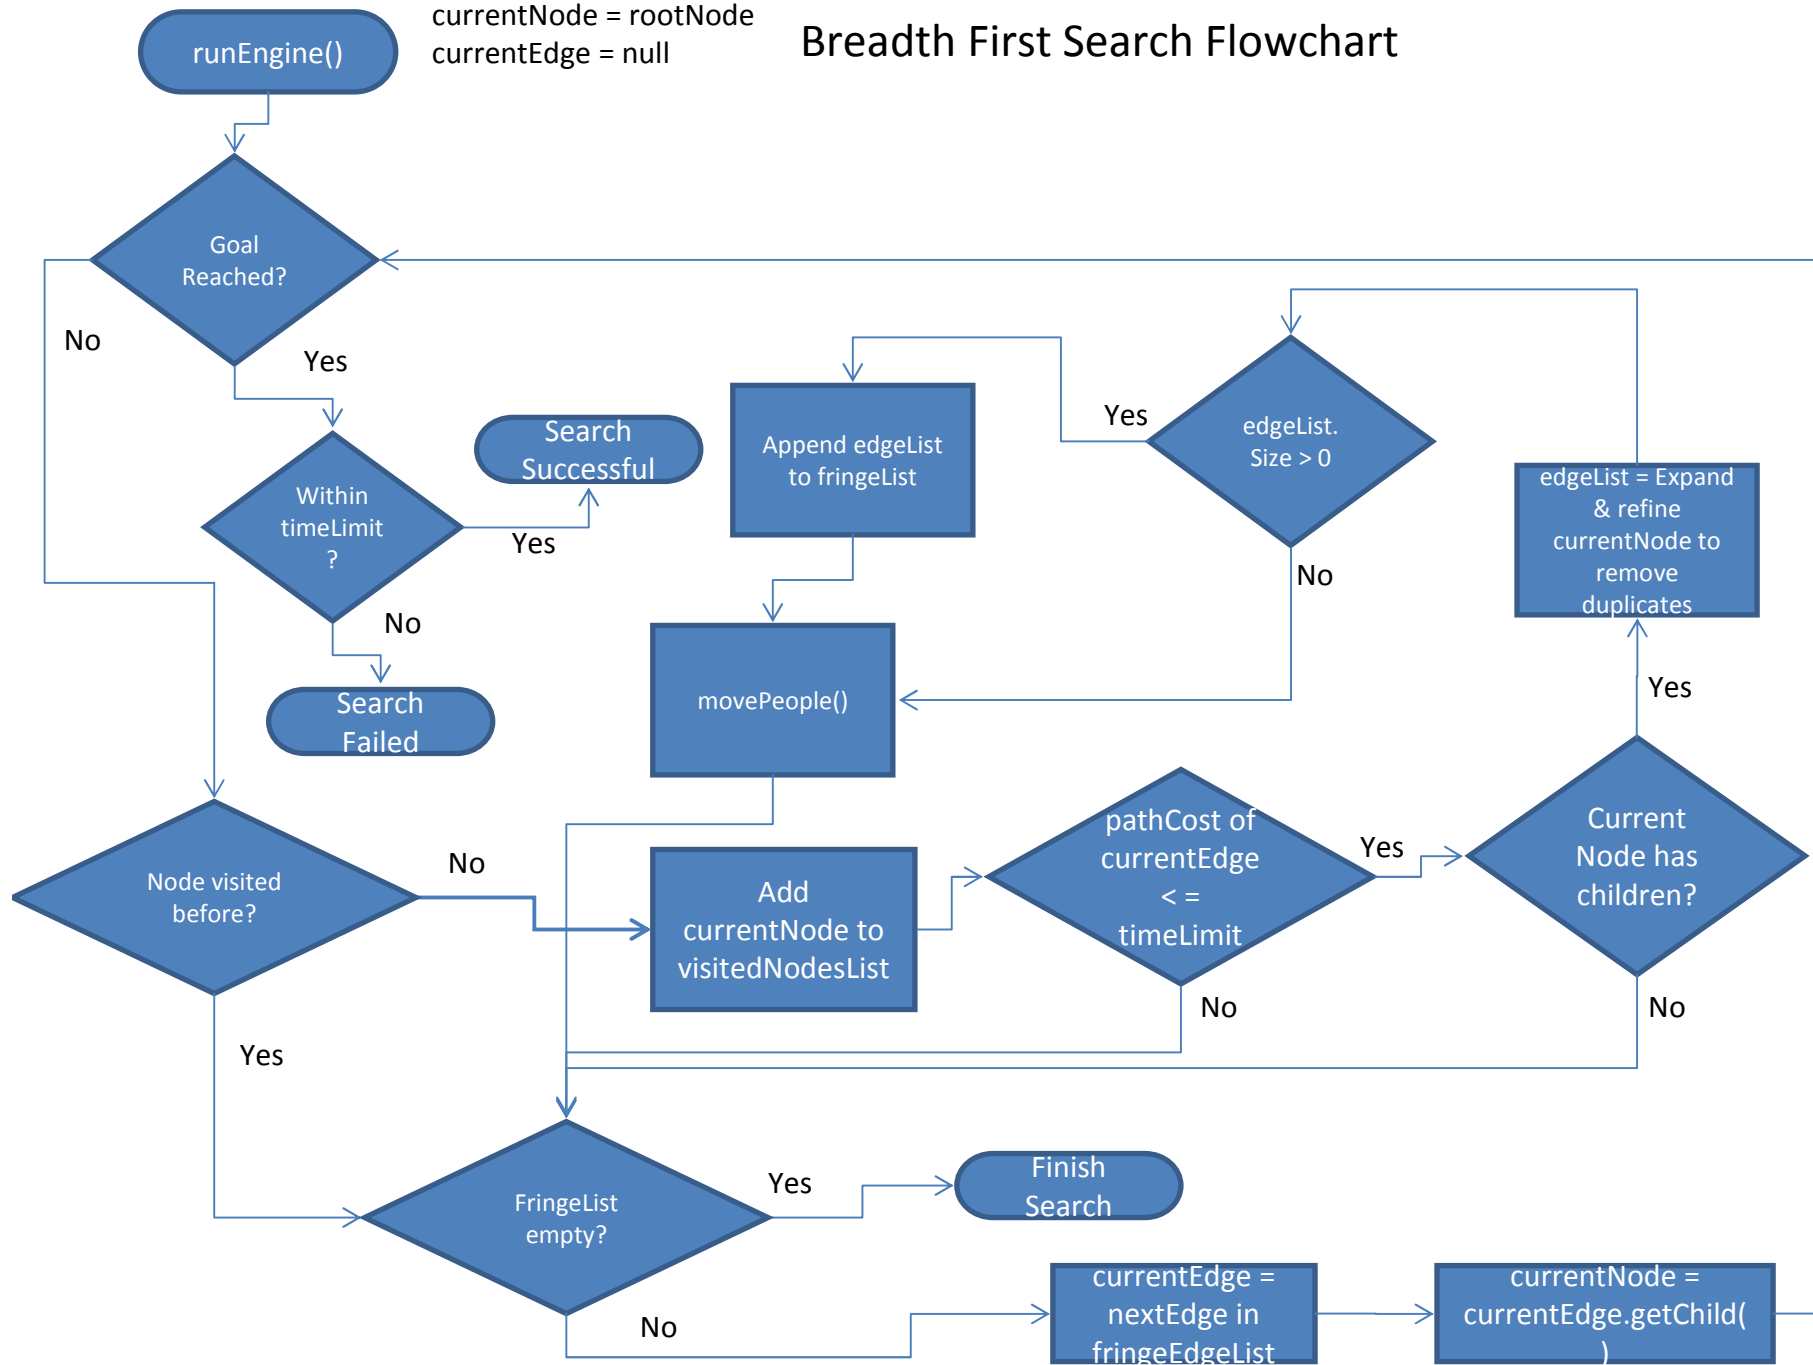 currentNode = rootNode
currentEdge = null
Breadth First Search Flowchart
runEngine()
Goal
Reached?
No
Yes
Within
timeLimit
?
Yes
Search
Successful
No
Search
Failed
Append edgeList
to fringeList
Yes
edgeList.
Size > 0
No
edgeList = Expand
& refine
currentNode to
remove
duplicates
Yes
movePeople()
Node visited
before?
No
Add
currentNode to
visitedNodesList
pathCost of
currentEdge
< =
timeLimit
Yes
Current
Node has
children?
No
No
Yes
FringeList
empty?
Yes
Finish
Search
No
currentEdge =
nextEdge in
fringeEdgeList
currentNode =
currentEdge.getChild(
)